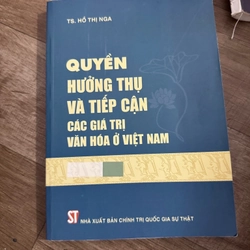 TS. HỒ THỊ NGA
QUYỀN
HƯỞNG THỤ
VÀ TIẾP CẬN
CÁC GIÁ TRỊ
VĂN HÓA Ở VIỆT NAM
ST
NHÀ XUẤT BẢN CHÍNH TRỊ QUỐC GIA SỰ THẬT